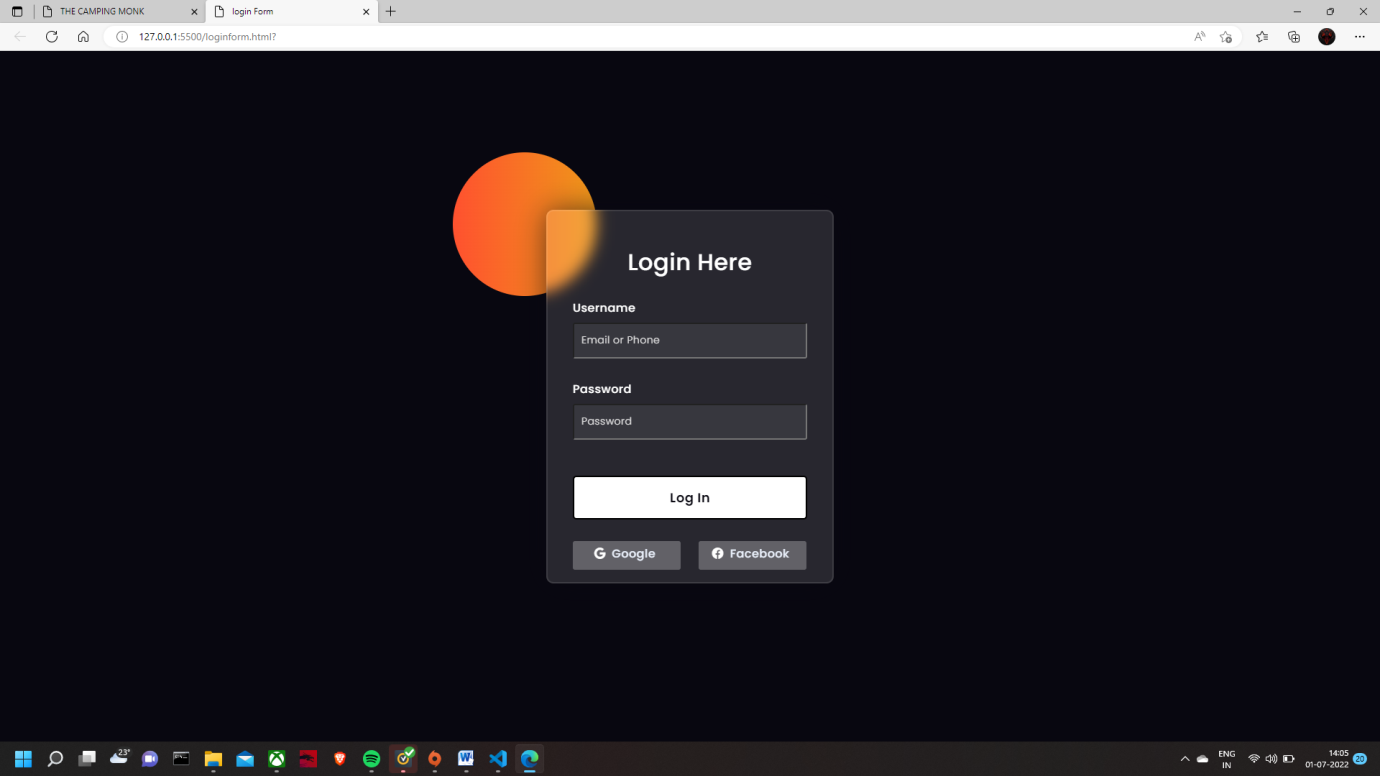 THE CAMPING MONK
login Form
127.0.0.1:5500/loginform.html?
Login Here
Username
Email or Phone
Password
Password
Log In
Google
Facebook
23°
ENG
IN
14:05
01-07-2022
20